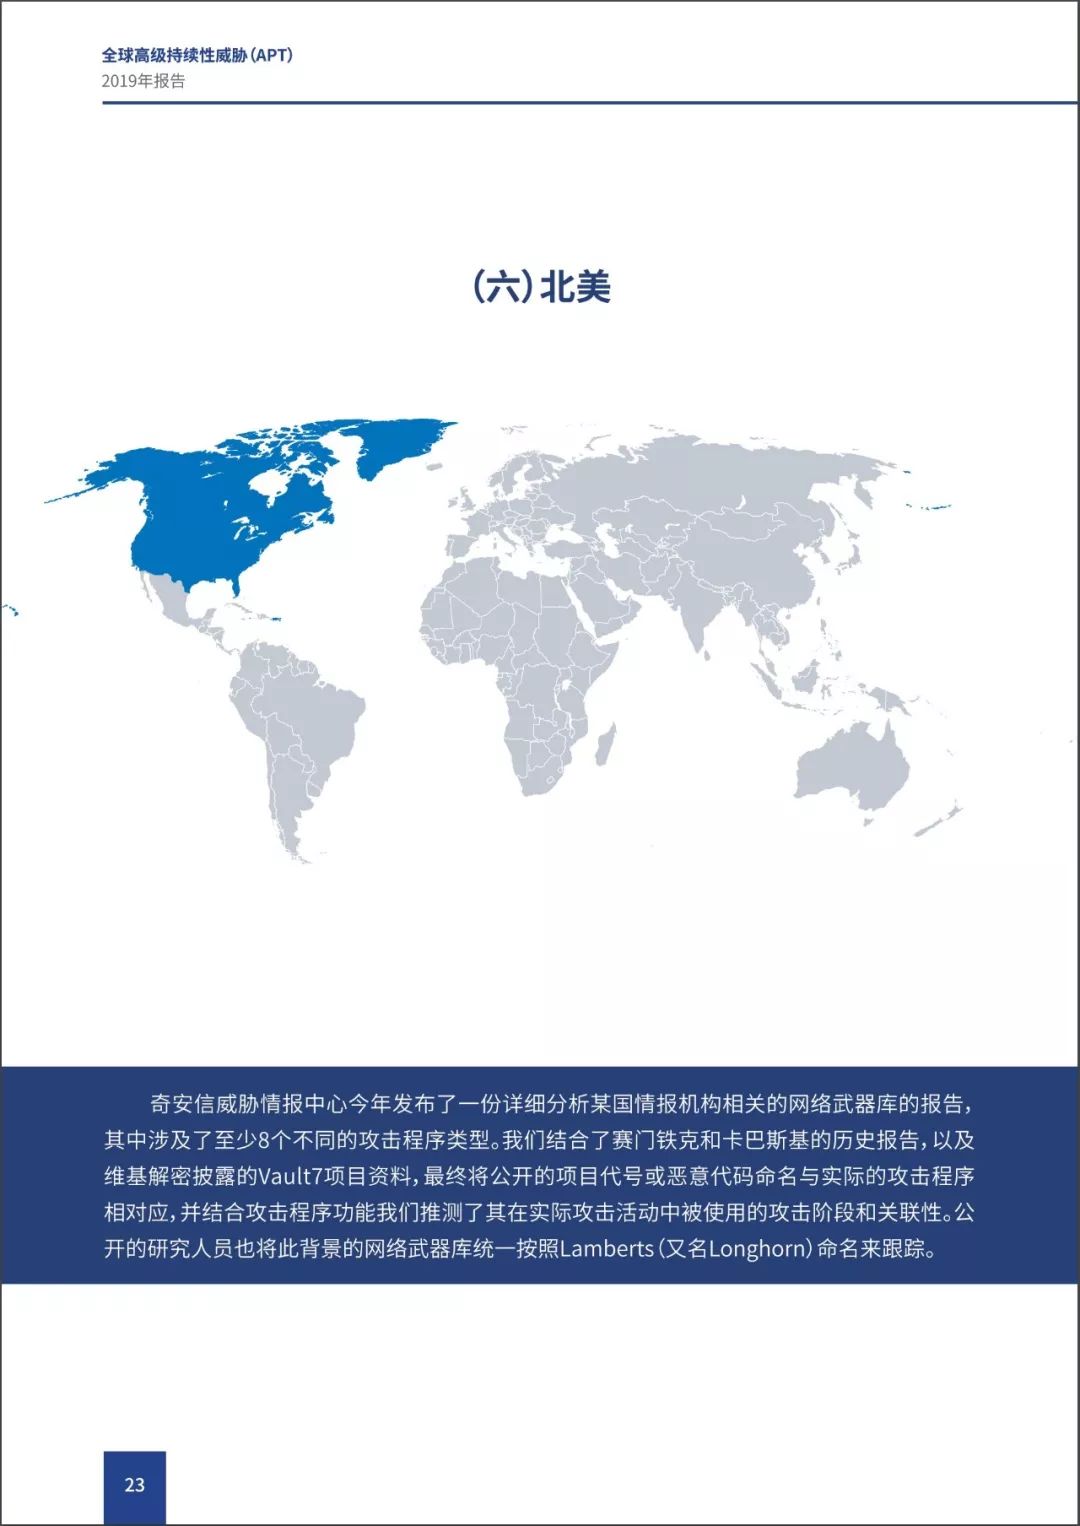 全球高级持续性威胁（APT）
2019年报告
（六）北美
奇安信威胁情报中心今年发布了一份详细分析某国情报机构相关的网络武器库的报告，
其中涉及了至少8个不同的攻击程序类型。我们结合了赛门铁克和卡巴斯基的历史报告，以及
维基解密披露的Vault7项目资料，最终将公开的项目代号或恶意代码命名与实际的攻击程序
相对应，并结合攻击程序功能我们推测了其在实际攻击活动中被使用的攻击阶段和关联性。公
开的研究人员也将此背景的网络武器库统一按照Lamberts（又名Longhorn）命名来跟踪。
23